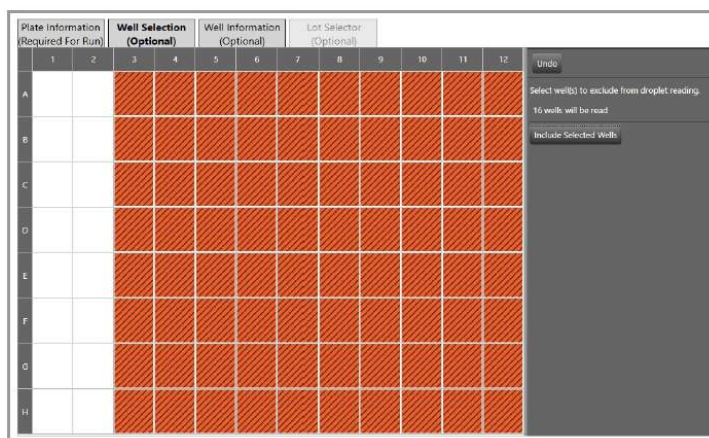 Plate Information
(Required For Run)
Well Selection
(Optional)
Well Information
(Optional)
Lot Selector
(Optional)
1 2 3 4 5 6 7 8 9 10 11 12
A
B
C
D
E
F
G
H
Undo
Select well(s) to exclude from droplet reading.
16 wells will be read
Include Selected Wells